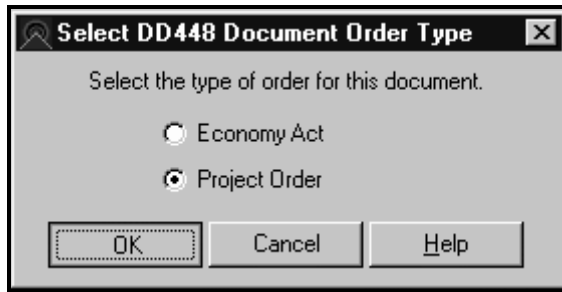 Select DD448 Document Order Type
Select the type of order for this document.
Economy Act
Project Order
OK Cancel Help